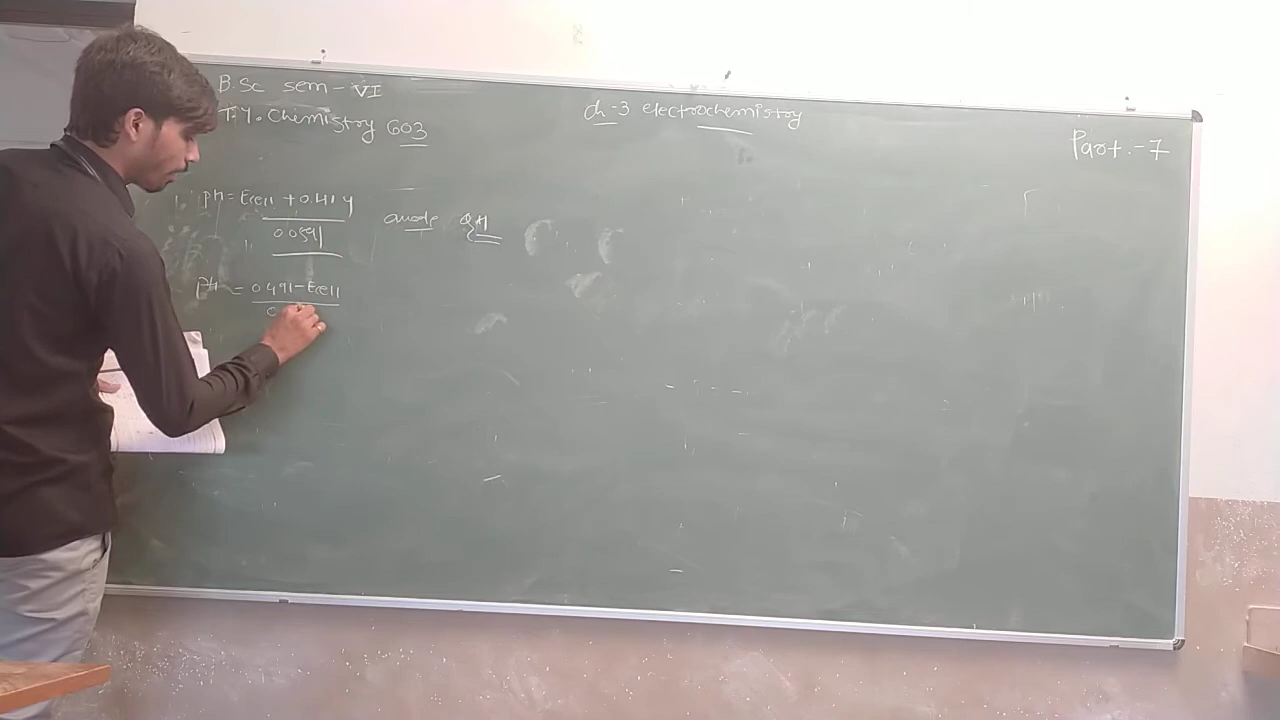 B.Sc sem-VI
T.Y. Chemistry 603
ch-3 electrochemistry
Part.-7
pH = Ecell + 0.414
0.0591
anode QH
pH = 0.491-Ecell